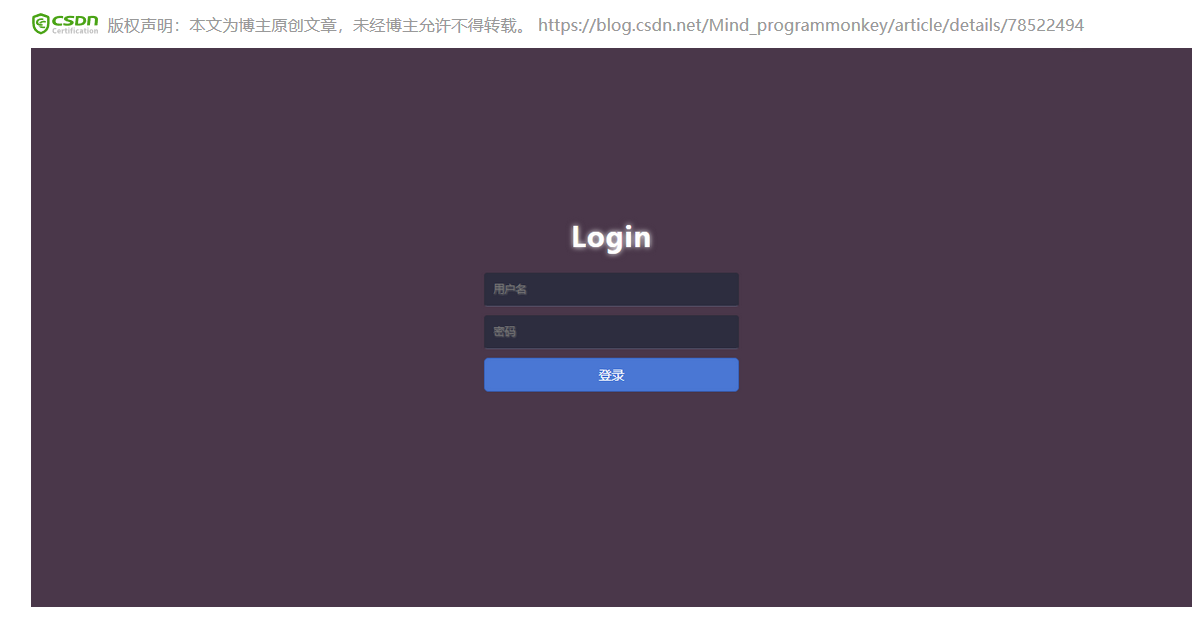 CSDN
Certification
版权声明：本文为博主原创文章，未经博主允许不得转载。 https://blog.csdn.net/Mind_programmonkey/article/details/78522494
Login
用户名
密码
登录